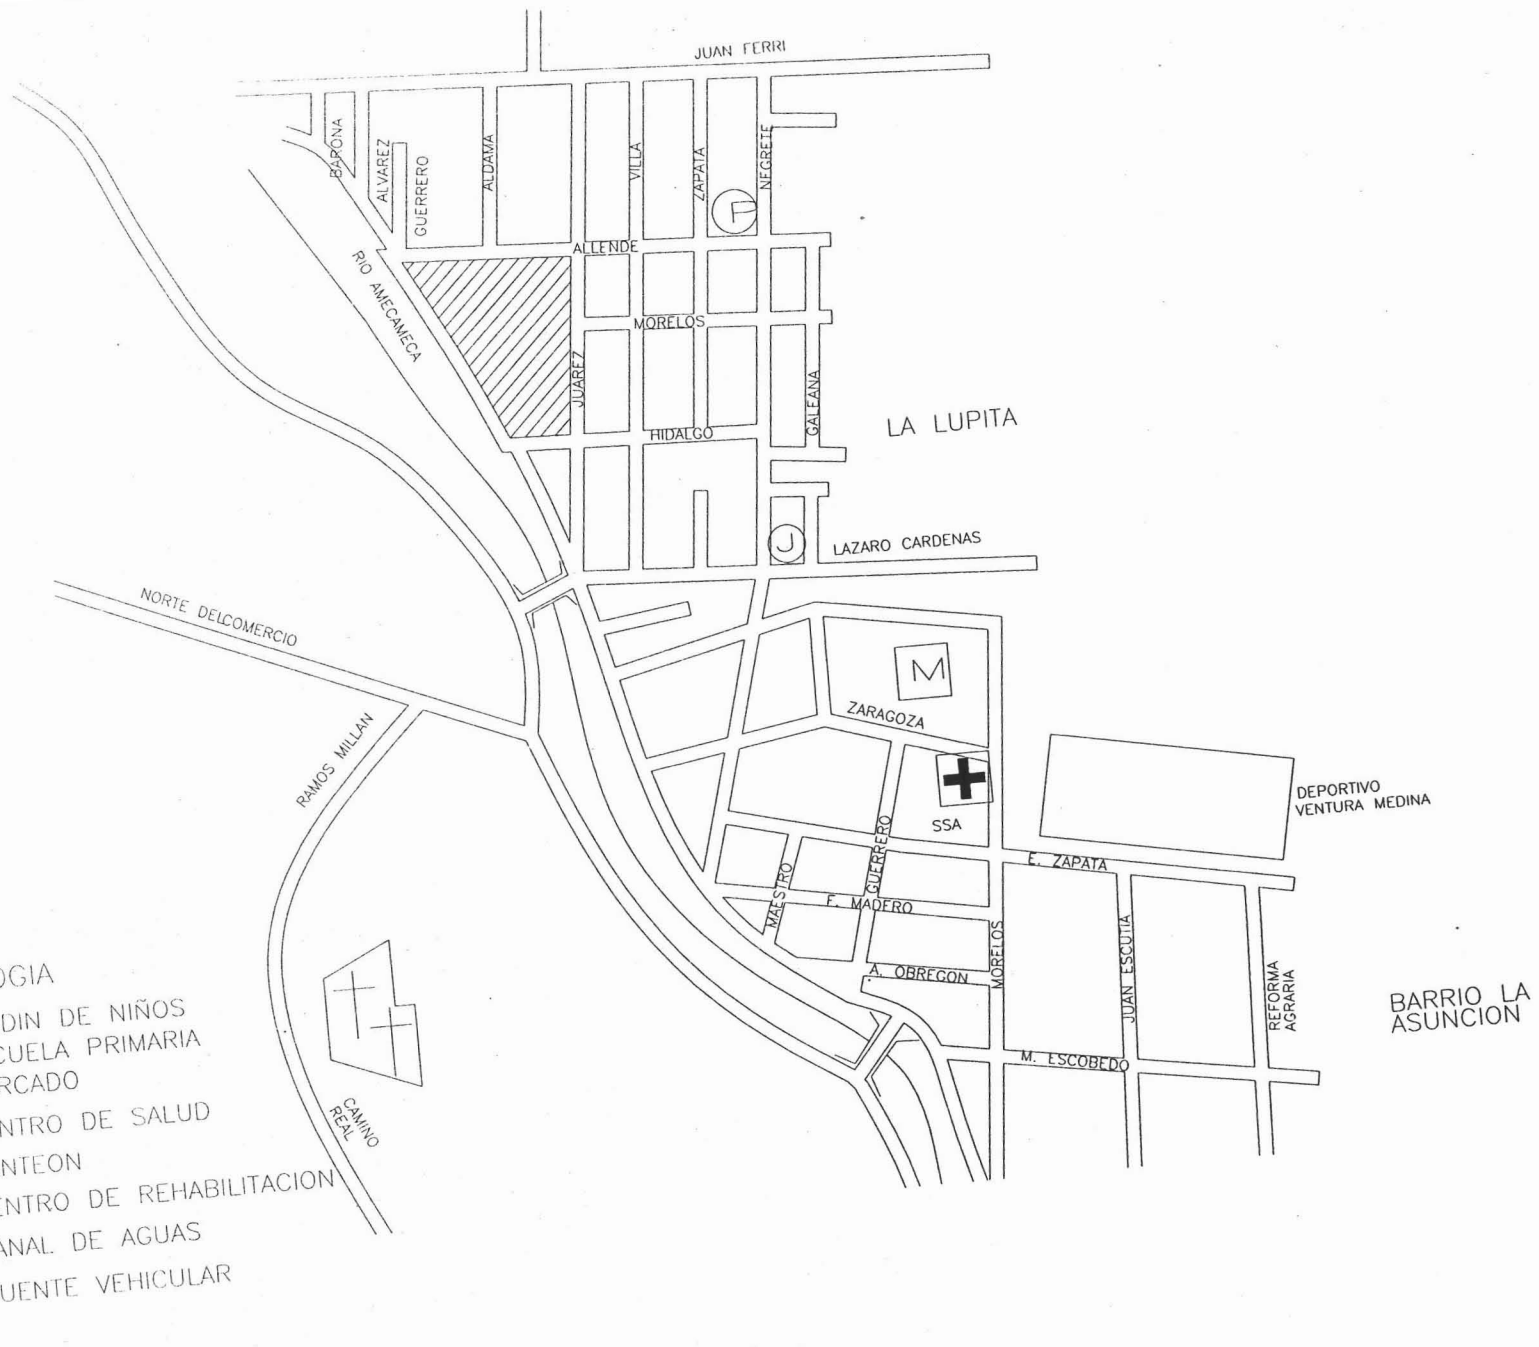 JUAN FERRI
BARONA
ALVAREZ
GUERRERO
ALDAMA
VILLA
ZAPATA
NEGRETE
P
ALLENDE
RIO AMECAMECA
MORELOS
JUAREZ
GALEANA
HIDALGO
LA LUPITA
J
LAZARO CARDENAS
NORTE DEL COMERCIO
M
ZARAGOZA
RAMOS MILLAN
SSA
DEPORTIVO
VENTURA MEDINA
E. ZAPATA
GUERRERO
MAESTRO
F. MADERO
MORELOS
JUAN ESCUTIA
A. OBREGON
REFORMA
AGRARIA
BARRIO LA
ASUNCION
M. ESCOBEDO
CAMINO
REAL
OGIA
DIN DE NIÑOS
CUELA PRIMARIA
RCADO
NTRO DE SALUD
NTEON
ENTRO DE REHABILITACION
ANAL DE AGUAS
UENTE VEHICULAR